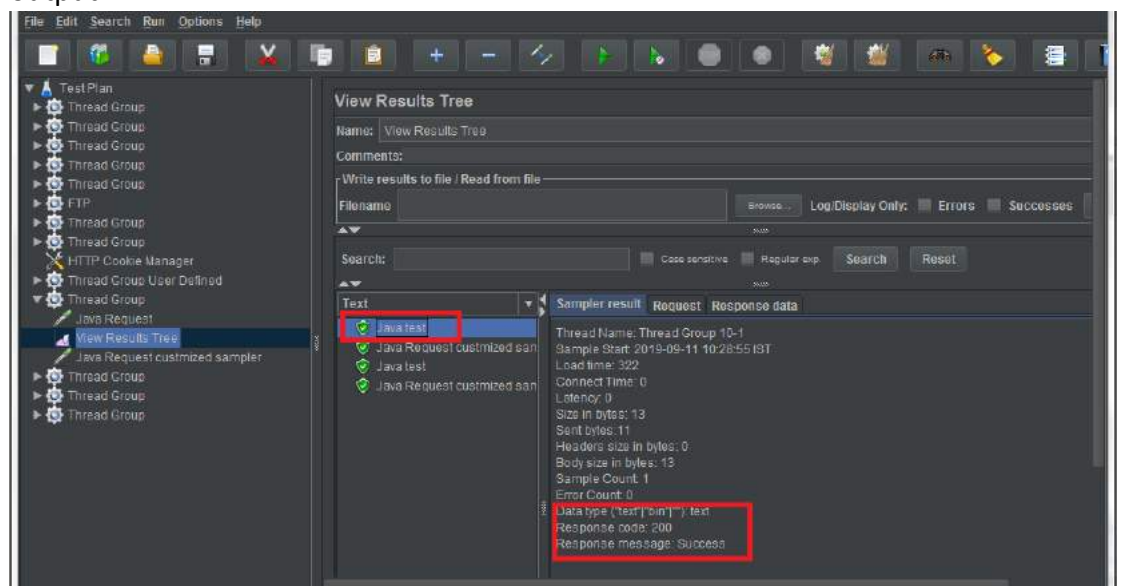 File Edit Search Run Options Help
TestPlan
Thread Group
Thread Group
Thread Group
Thread Group
Thread Group
FTP
Thread Group
Thread Group
HTTP Cookie Manager
Thread Group User Defined
Thread Group
Java Request
View Results Tree
Java Request custmized sampler
Thread Group
Thread Group
Thread Group
View Results Tree
Name: View Results Tree
Comments:
Write results to file / Read from file
Filename Browse... Log/Display Only: Errors Successes
Search: Case sensitive Regular exp. Search Reset
Text
Java test
Java Request custmized san
Java test
Java Request custmized san
Sampler result Request Response data
Thread Name: Thread Group 10-1
Sample Start: 2019-09-11 10:28:55 IST
Load time: 322
Connect Time: 0
Latency: 0
Size in bytes: 13
Sent bytes:11
Headers size in bytes: 0
Body size in bytes: 13
Sample Count: 1
Error Count: 0
Data type ("text"|"bin"|""): text
Response code: 200
Response message: Success